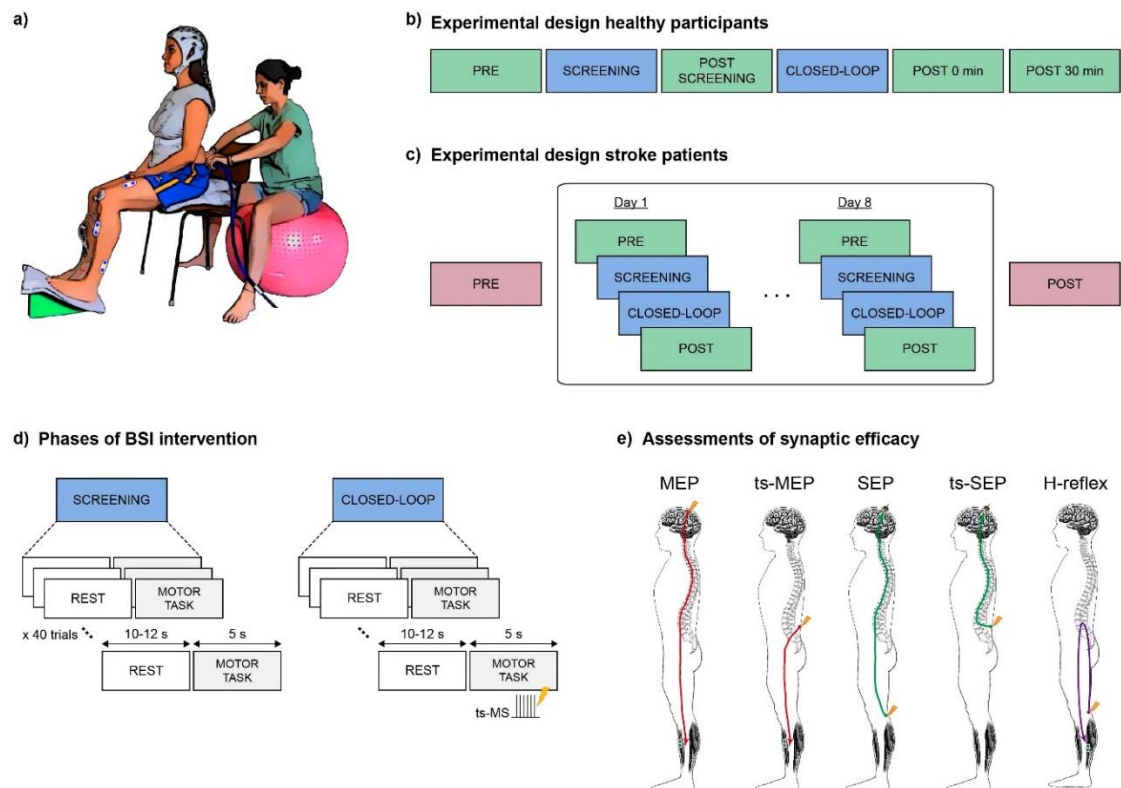 a)
b) Experimental design healthy participants
PRE
SCREENING
POST
SCREENING
CLOSED-LOOP
POST 0 min
POST 30 min
c) Experimental design stroke patients
PRE
Day 1
PRE
SCREENING
CLOSED-LOOP
POST
. . .
Day 8
PRE
SCREENING
CLOSED-LOOP
POST
POST
d) Phases of BSI intervention
SCREENING
REST
MOTOR
TASK
x 40 trials
10-12 s
5 s
REST
MOTOR
TASK
CLOSED-LOOP
REST
MOTOR
TASK
10-12 s
5 s
REST
MOTOR
TASK
ts-MS
e) Assessments of synaptic efficacy
MEP
ts-MEP
SEP
ts-SEP
H-reflex